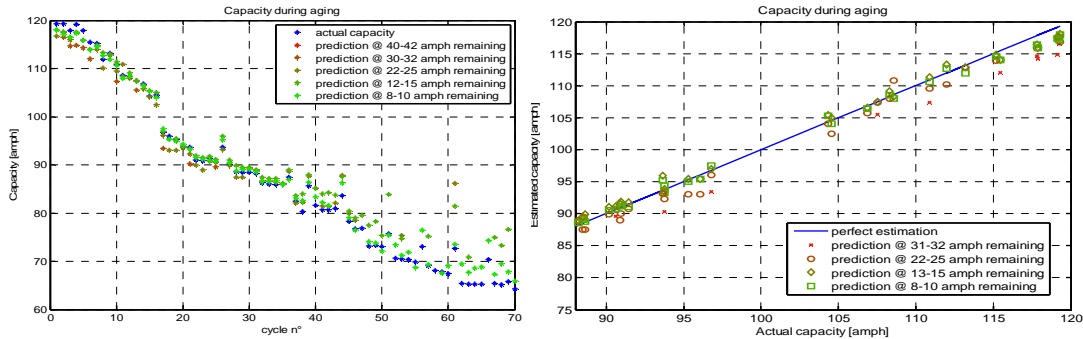 Capacity during aging
120
110
100
90
80
70
60
0
10
20
30
40
50
60
70
Capacity [amph]
cycle n°
actual capacity
prediction @ 40-42 amph remaining
prediction @ 30-32 amph remaining
prediction @ 22-25 amph remaining
prediction @ 12-15 amph remaining
prediction @ 8-10 amph remaining
Capacity during aging
120
115
110
105
100
95
90
85
80
75
90
95
100
105
110
115
120
Estimated capacity [amph]
Actual capacity [amph]
perfect estimation
prediction @ 31-32 amph remaining
prediction @ 22-25 amph remaining
prediction @ 13-15 amph remaining
prediction @ 8-10 amph remaining